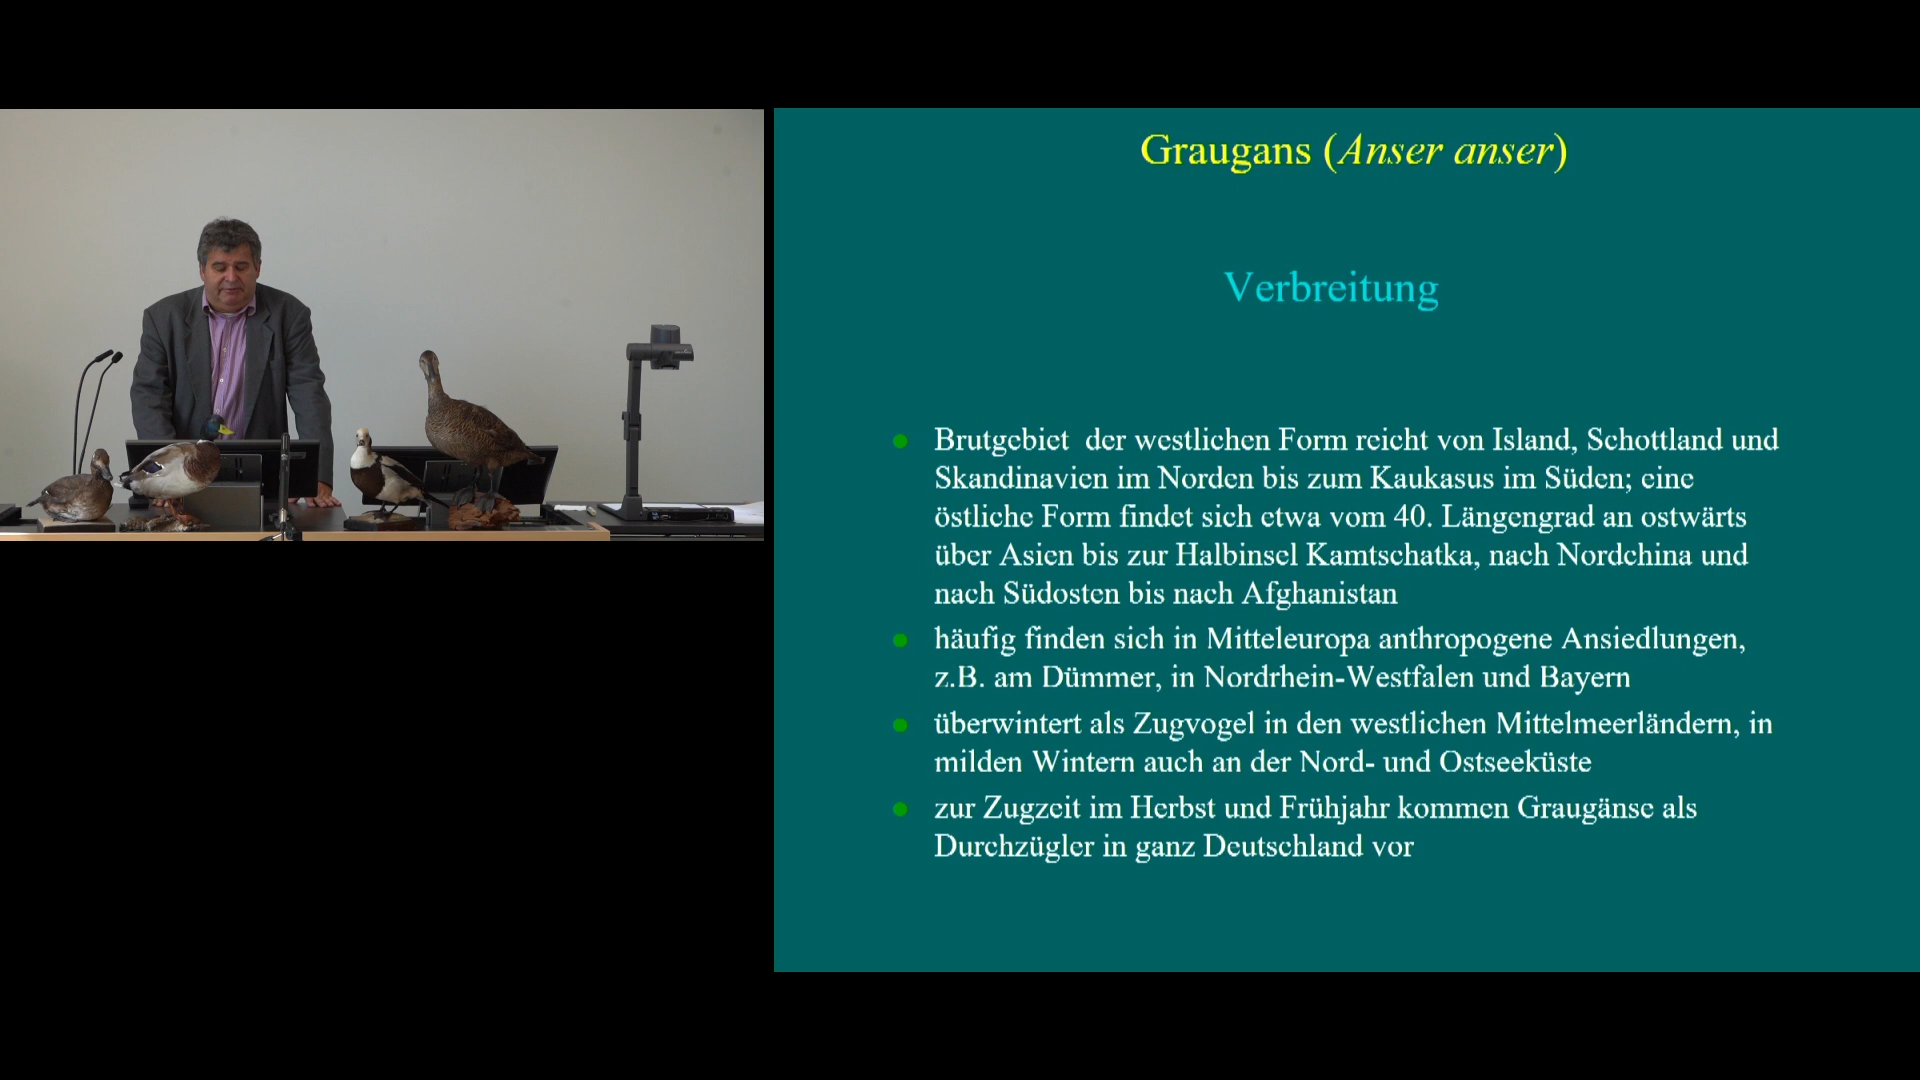 Graugans (Anser anser)
Verbreitung
Brutgebiet der westlichen Form reicht von Island, Schottland und
Skandinavien im Norden bis zum Kaukasus im Süden; eine
östliche Form findet sich etwa vom 40. Längengrad an ostwärts
über Asien bis zur Halbinsel Kamtschatka, nach Nordchina und
nach Südosten bis nach Afghanistan
häufig finden sich in Mitteleuropa anthropogene Ansiedlungen,
z.B. am Dümmer, in Nordrhein-Westfalen und Bayern
überwintert als Zugvogel in den westlichen Mittelmeerländern, in
milden Wintern auch an der Nord- und Ostseeküste
zur Zugzeit im Herbst und Frühjahr kommen Graugänse als
Durchzügler in ganz Deutschland vor